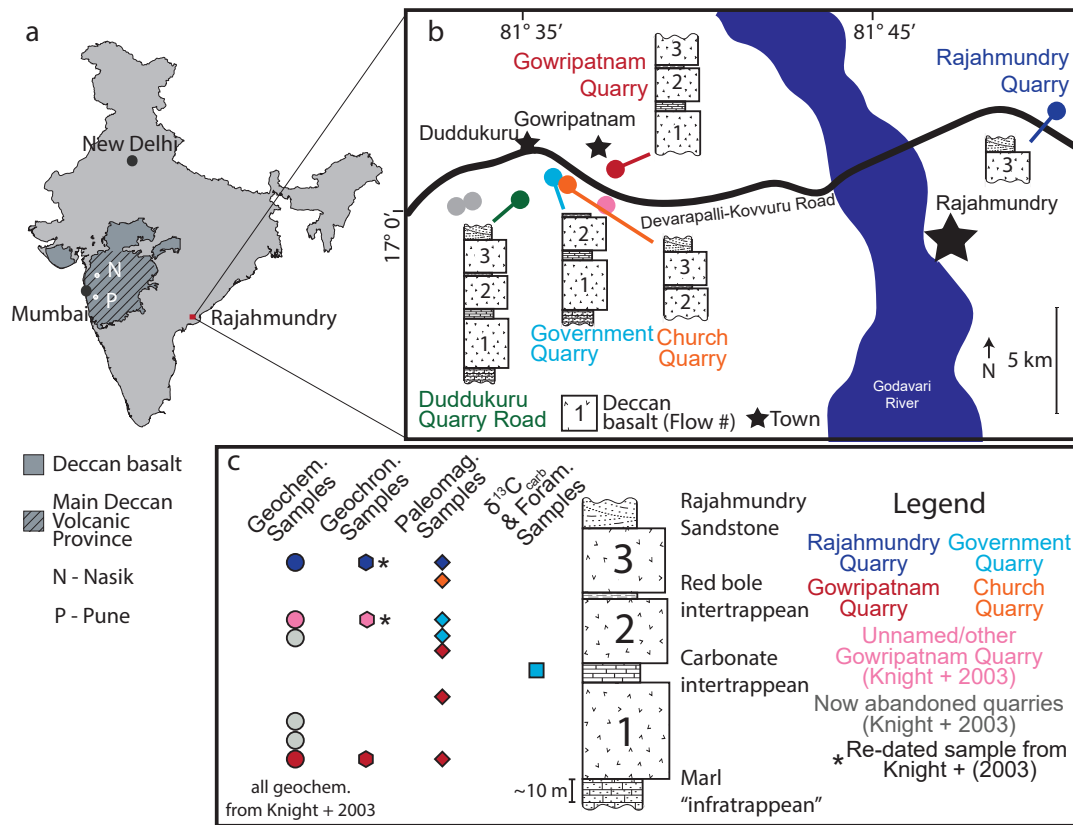 a
New Delhi
N
P
Mumbai
Rajahmundry
Deccan basalt
Main Deccan
Volcanic
Province
N - Nasik
P - Pune
81° 35'
81° 45'
17° 0'
b
Gowripatnam
Quarry
3
2
1
Rajahmundry
Quarry
3
Duddukuru
Gowripatnam
Devarapalli-Kovvuru Road
Rajahmundry
3
2
1
2
1
3
2
Government
Quarry
Church
Quarry
Duddukuru
Quarry Road
1
Deccan
basalt (Flow #)
Town
Godavari
River
N
5 km
c
Geochem.
Samples
Geochron.
Samples
Paleomag.
Samples
δ¹³C carb
& Foram.
Samples
*
*
all geochem.
from Knight + 2003
3
2
1
~10 m
Rajahmundry
Sandstone
Red bole
intertrappean
Carbonate
intertrappean
Marl
“infratrappean”
Legend
Rajahmundry
Quarry
Government
Quarry
Gowripatnam
Quarry
Church
Quarry
Unnamed/other
Gowripatnam Quarry
(Knight + 2003)
Now abandoned quarries
(Knight + 2003)
* Re-dated sample from
Knight + (2003)